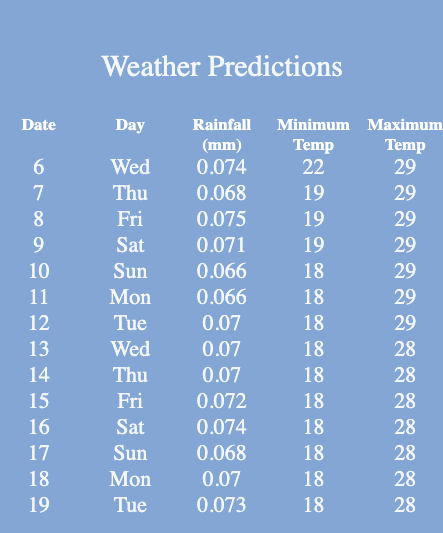 Weather Predictions
Date Day Rainfall (mm) Minimum Temp Maximum Temp
6 Wed 0.074 22 29
7 Thu 0.068 19 29
8 Fri 0.075 19 29
9 Sat 0.071 19 29
10 Sun 0.066 18 29
11 Mon 0.066 18 29
12 Tue 0.07 18 29
13 Wed 0.07 18 28
14 Thu 0.07 18 28
15 Fri 0.072 18 28
16 Sat 0.074 18 28
17 Sun 0.068 18 28
18 Mon 0.07 18 28
19 Tue 0.073 18 28